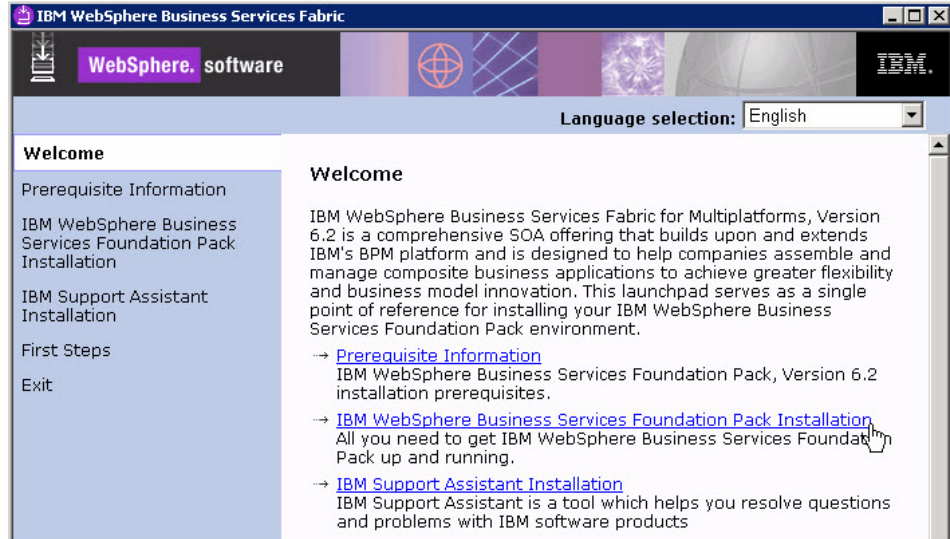 IBM WebSphere Business Services Fabric
WebSphere. software
IBM.
Language selection: English
Welcome
Prerequisite Information
IBM WebSphere Business
Services Foundation Pack
Installation
IBM Support Assistant
Installation
First Steps
Exit
Welcome
IBM WebSphere Business Services Fabric for Multiplatforms, Version
6.2 is a comprehensive SOA offering that builds upon and extends
IBM's BPM platform and is designed to help companies assemble and
manage composite business applications to achieve greater flexibility
and business model innovation. This launchpad serves as a single
point of reference for installing your IBM WebSphere Business
Services Foundation Pack environment.
Prerequisite Information
IBM WebSphere Business Services Foundation Pack, Version 6.2
installation prerequisites.
IBM WebSphere Business Services Foundation Pack Installation
All you need to get IBM WebSphere Business Services Foundation
Pack up and running.
IBM Support Assistant Installation
IBM Support Assistant is a tool which helps you resolve questions
and problems with IBM software products